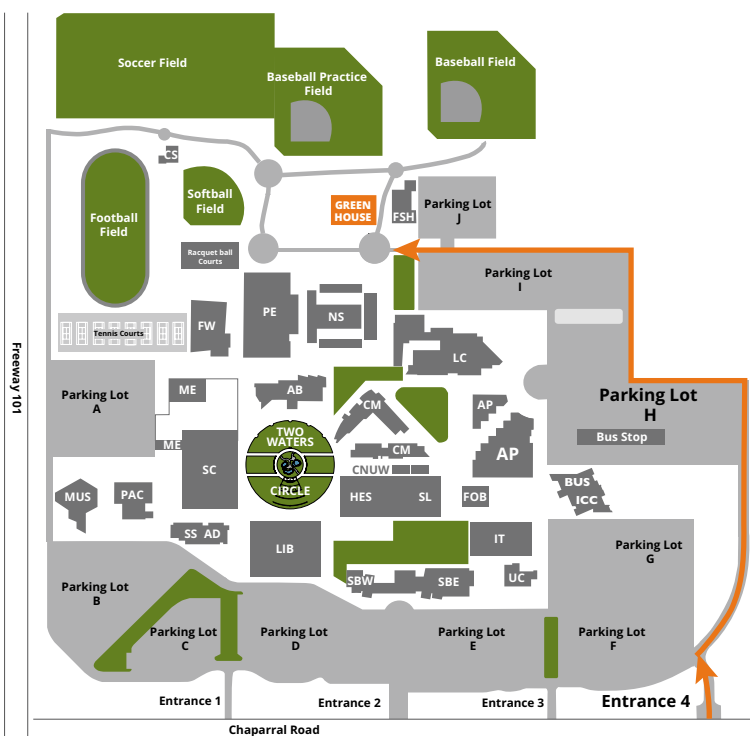 Soccer Field
Baseball Practice
Field
Baseball Field
CS
Softball
Field
GREEN
HOUSE
FSH
Parking Lot
J
Football
Field
Racquet ball
Courts
Parking Lot
I
PE
NS
FW
Tennis Courts
LC
Freeway 101
Parking Lot
A
ME
AB
CM
AP
Parking Lot
H
Bus Stop
TWO
WATERS
CIRCLE
ME
SC
CM
CNUW
AP
MUS
PAC
HES
SL
FOB
BUS
ICC
SS AD
LIB
IT
Parking Lot
G
SBW
SBE
UC
Parking Lot
B
Parking Lot
C
Parking Lot
D
Parking Lot
E
Parking Lot
F
Entrance 1
Entrance 2
Entrance 3
Entrance 4
Chaparral Road